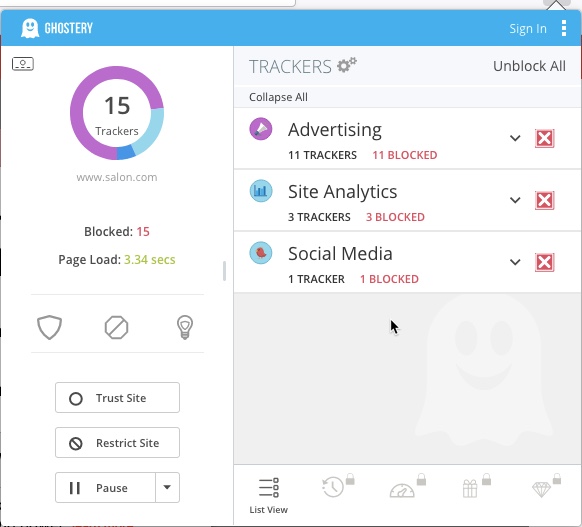 GHOSTERY
Sign In
15
Trackers
www.salon.com
Blocked: 15
Page Load: 3.34 secs
Trust Site
Restrict Site
Pause
TRACKERS
Unblock All
Collapse All
Advertising
11 TRACKERS 11 BLOCKED
Site Analytics
3 TRACKERS 3 BLOCKED
Social Media
1 TRACKER 1 BLOCKED
List View